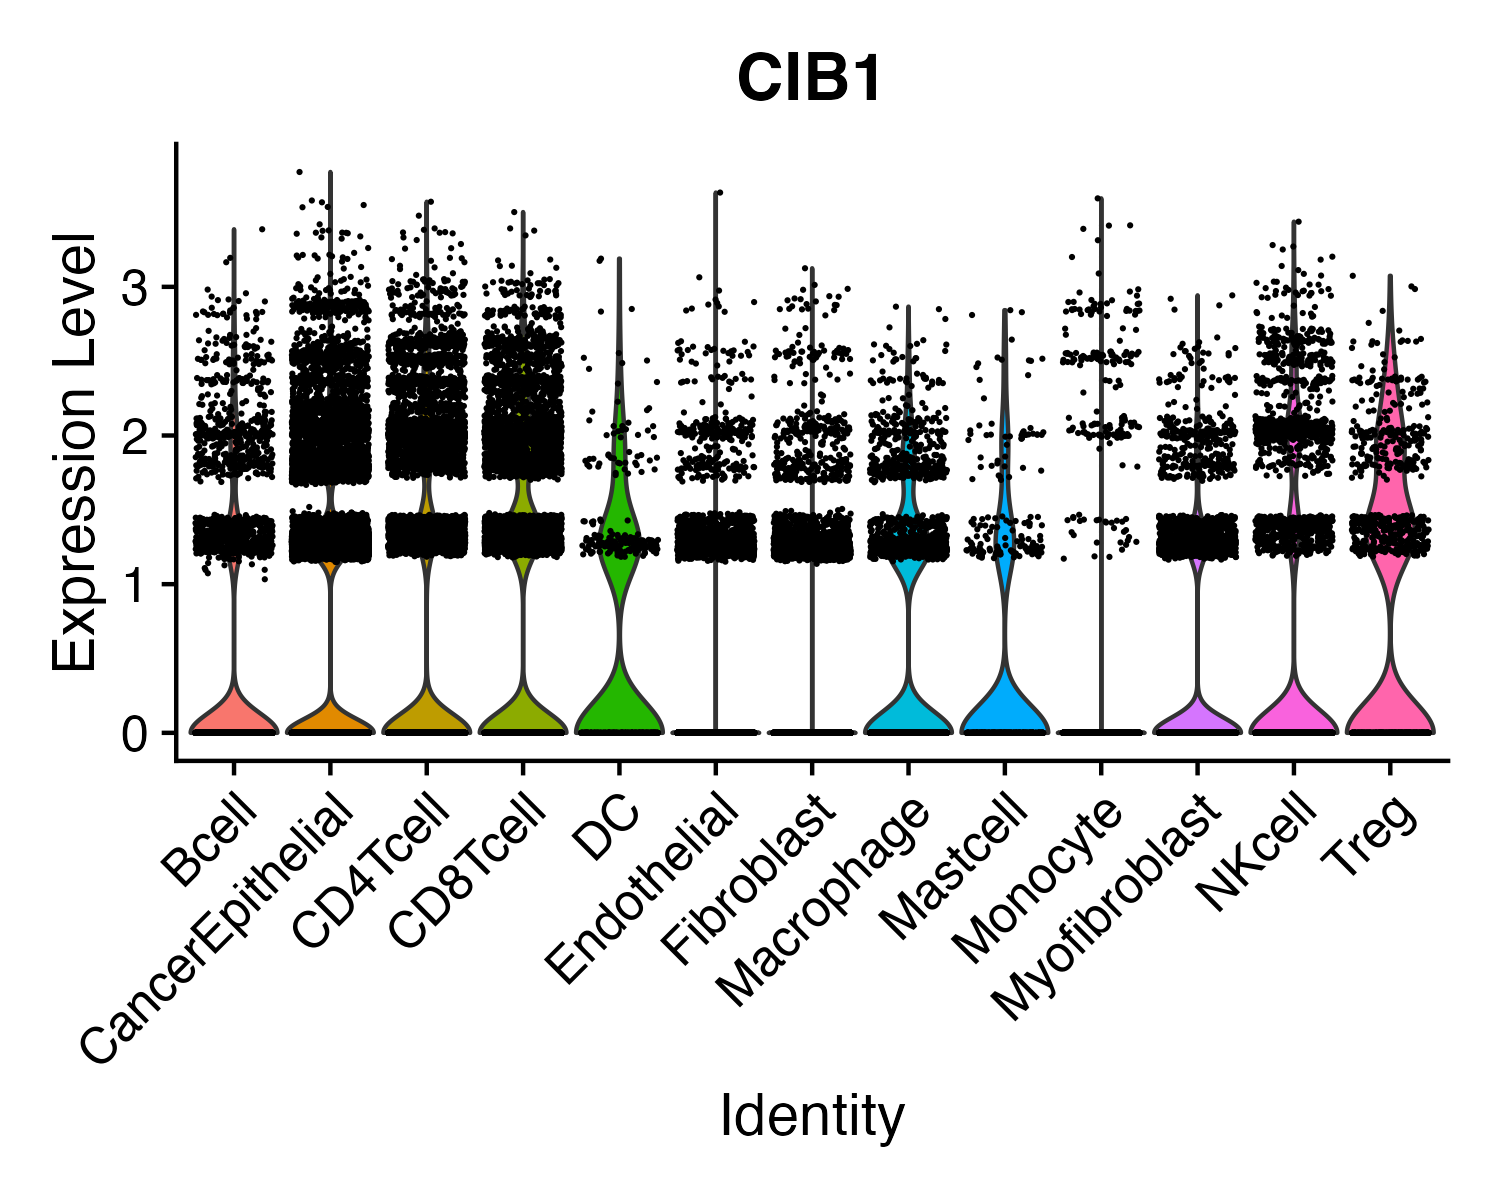 CIB1
Expression Level
3
2
1
0
Bcell
CancerEpithelial
CD4Tcell
CD8Tcell
DC
Endothelial
Fibroblast
Macrophage
Mastcell
Monocyte
Myofibroblast
NKcell
Treg
Identity